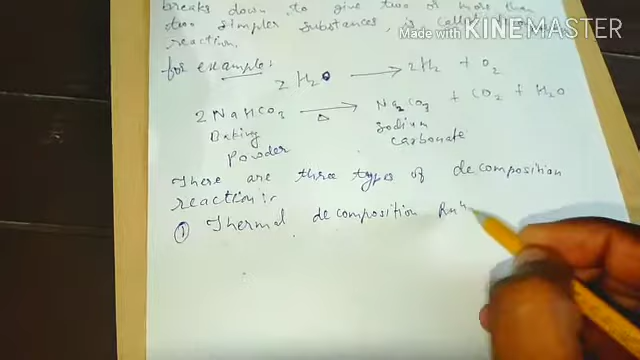 breaks down to give two or more than
two simpler substances, is called
reaction.
for example:
2 H2O ⟶ 2H2 + O2
2 NaHCO3 ⟶ Na2CO3 + CO2 + H2O
Δ
Baking Sodium
Powder Carbonate
There are three types of decomposition
reaction:
① Thermal decomposition Rxn
Made with KINEMASTER